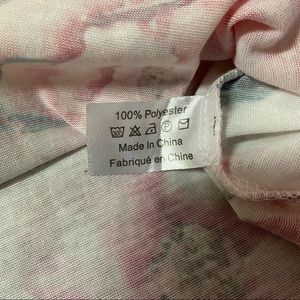 100% Polyester
Made In China
Fabriqué en Chine